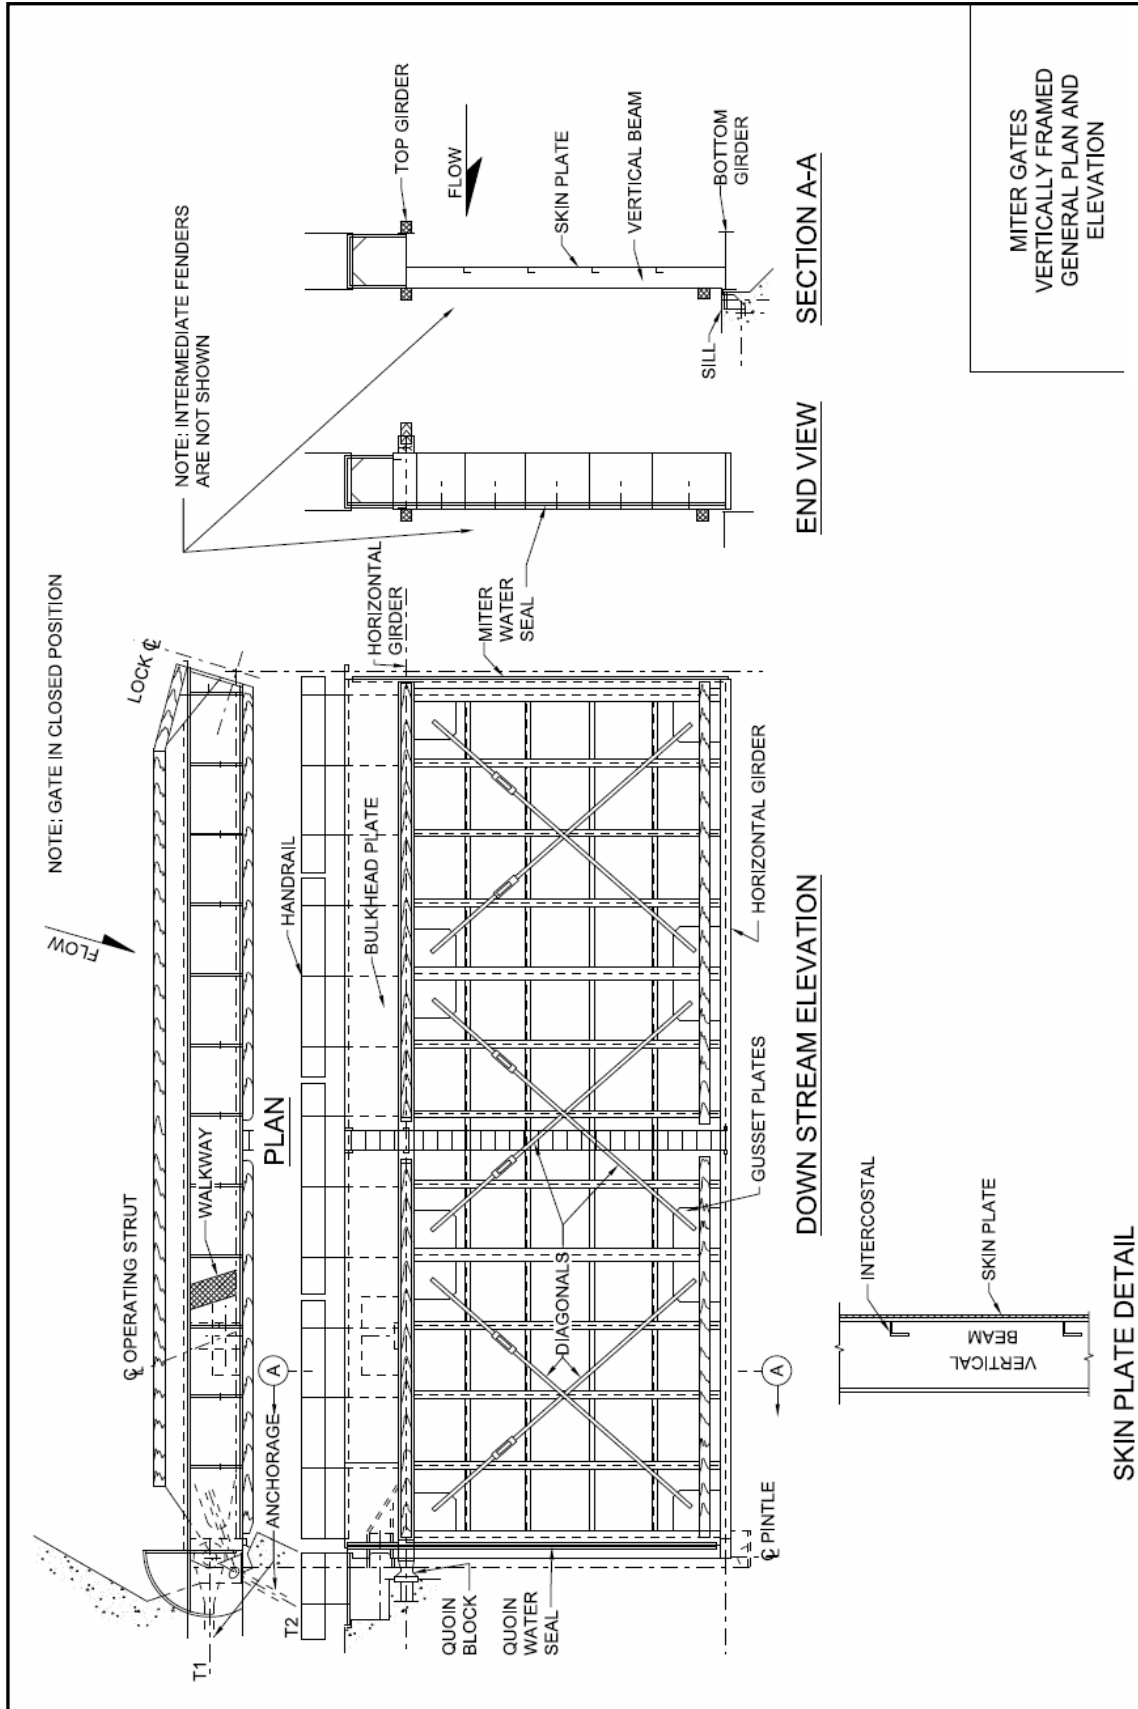 NOTE: GATE IN CLOSED POSITION
FLOW
LOCK ℄
℄ OPERATING STRUT
WALKWAY
ANCHORAGE
T1
T2
PLAN
HANDRAIL
BULKHEAD PLATE
HORIZONTAL
GIRDER
MITER
WATER
SEAL
A
A
DIAGONALS
QUOIN
BLOCK
QUOIN
WATER
SEAL
℄ PINTLE
GUSSET PLATES
HORIZONTAL GIRDER
DOWN STREAM ELEVATION
NOTE: INTERMEDIATE FENDERS
ARE NOT SHOWN
END VIEW
TOP GIRDER
FLOW
SKIN PLATE
VERTICAL BEAM
BOTTOM
GIRDER
SILL
SECTION A-A
INTERCOSTAL
SKIN PLATE
VERTICAL
BEAM
SKIN PLATE DETAIL
MITER GATES
VERTICALLY FRAMED
GENERAL PLAN AND
ELEVATION